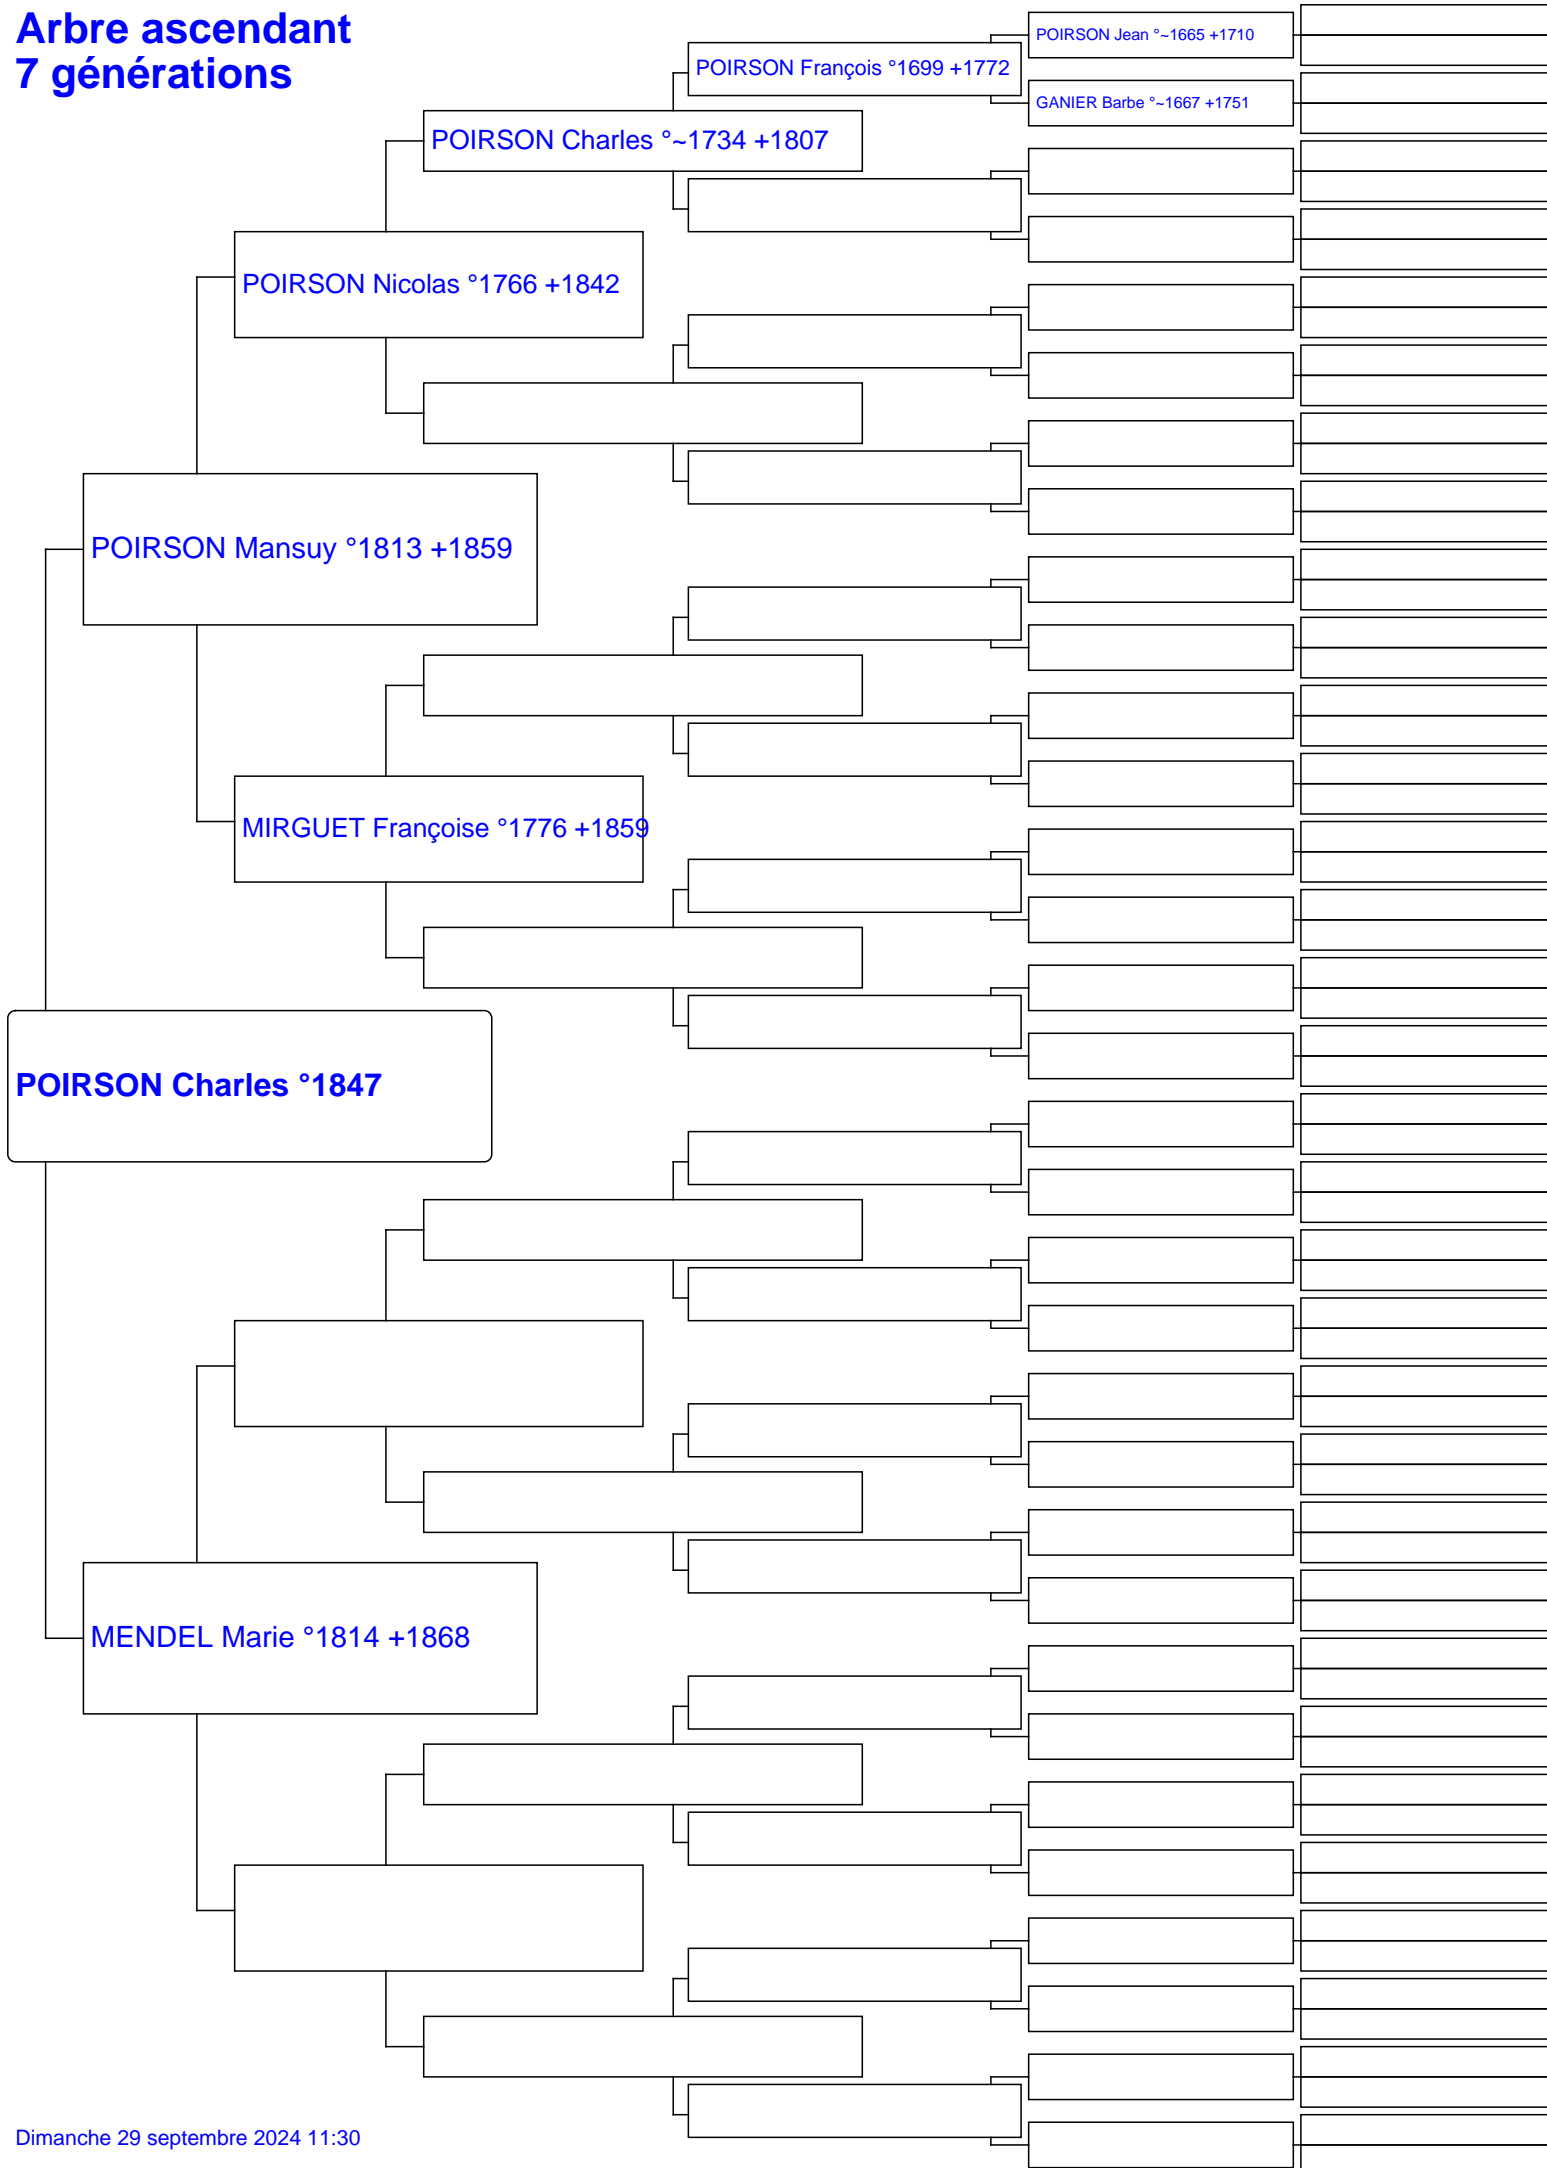 Arbre ascendant
7 générations
POIRSON Jean °~1665 +1710
POIRSON François °1699 +1772
GANIER Barbe °~1667 +1751
POIRSON Charles °~1734 +1807
POIRSON Nicolas °1766 +1842
POIRSON Mansuy °1813 +1859
MIRGUET Françoise °1776 +1859
POIRSON Charles °1847
MENDEL Marie °1814 +1868
Dimanche 29 septembre 2024 11:30